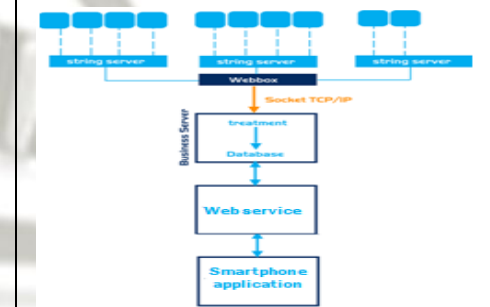 string server
string server
string server
Webbox
Socket TCP/IP
Business Server
treatment
Database
Web service
Smartphone
application